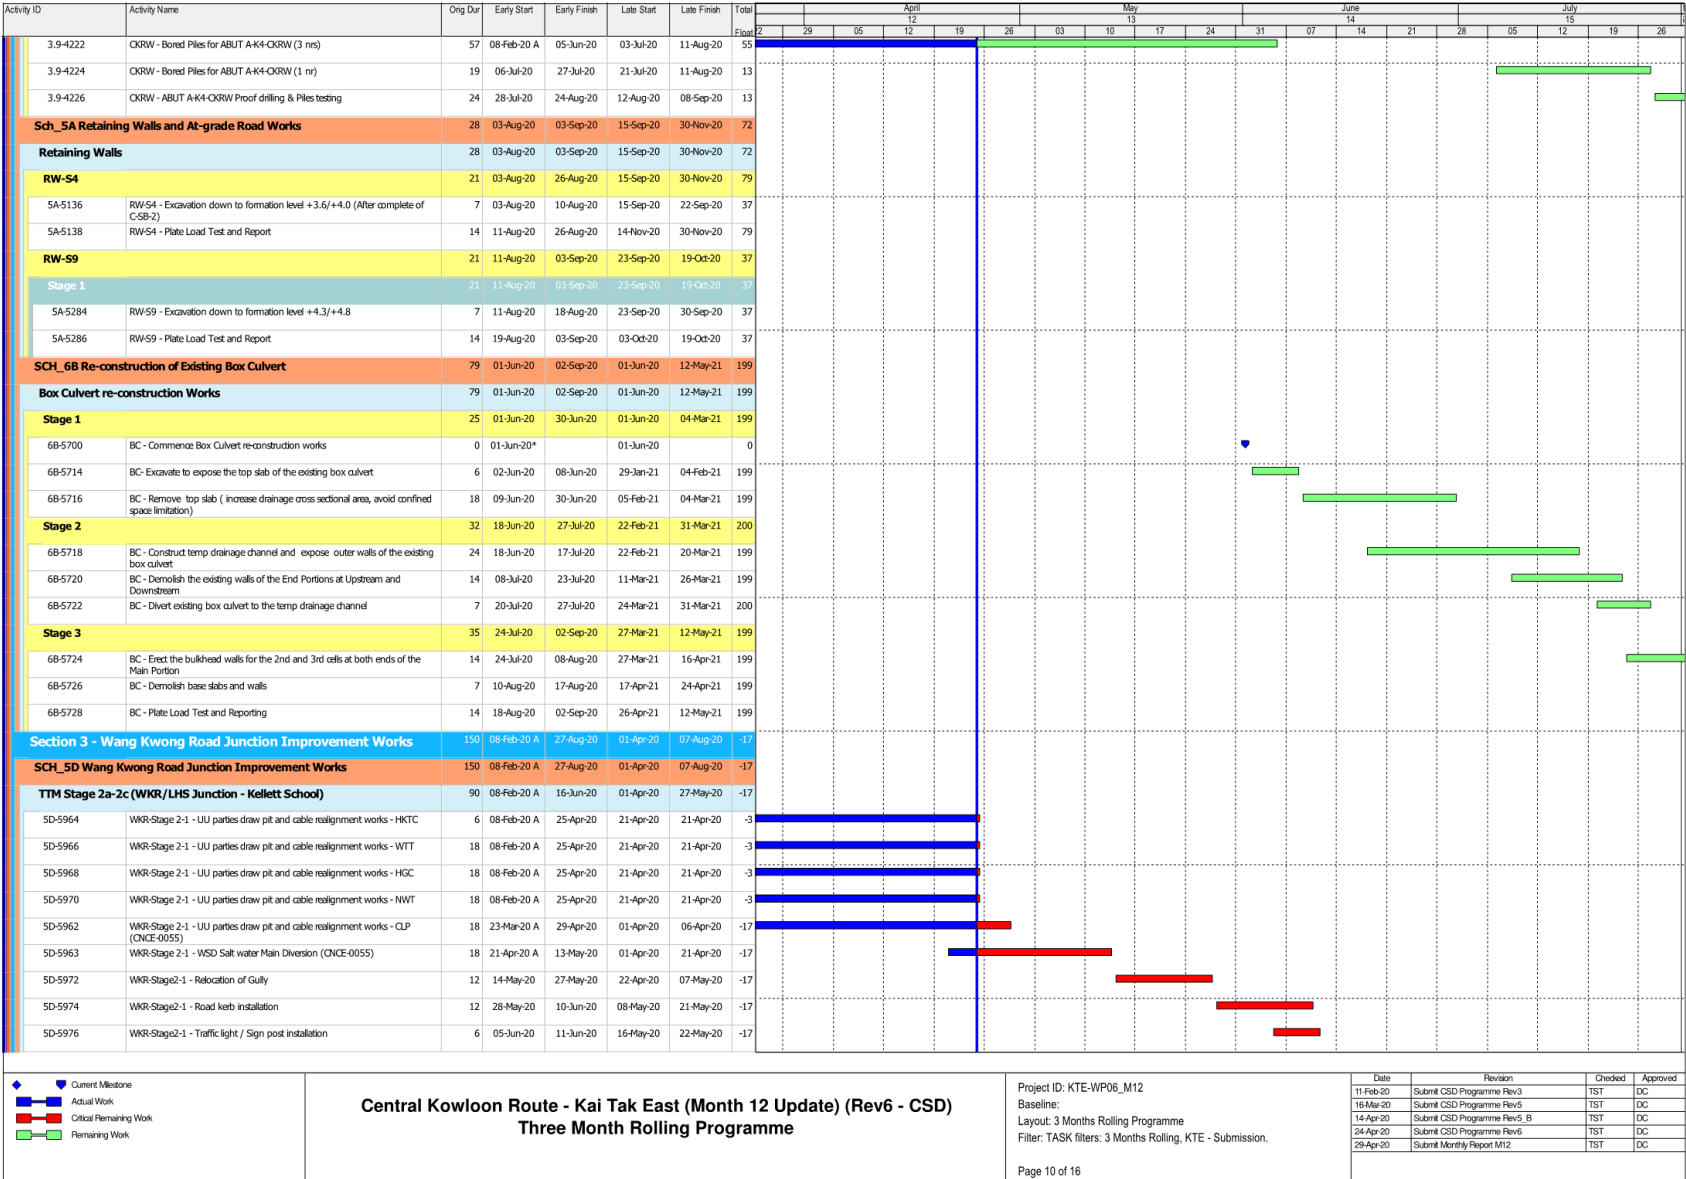 Activity ID Activity Name Orig Dur Early Start Early Finish Late Start Late Finish Total Float
April May June July
12 13 14 15
22 29 05 12 19 26 03 10 17 24 31 07 14 21 28 05 12 19 26
3.9-4222 CKRW - Bored Piles for ABUT A-K4-CKRW (3 nrs) 57 08-Feb-20 A 05-Jun-20 03-Jul-20 11-Aug-20 55
3.9-4224 CKRW - Bored Piles for ABUT A-K4-CKRW (1 nr) 19 06-Jul-20 27-Jul-20 21-Jul-20 11-Aug-20 13
3.9-4226 CKRW - ABUT A-K4-CKRW Proof drilling & Piles testing 24 28-Jul-20 24-Aug-20 12-Aug-20 08-Sep-20 13
Sch_5A Retaining Walls and At-grade Road Works 28 03-Aug-20 03-Sep-20 15-Sep-20 30-Nov-20 72
Retaining Walls 28 03-Aug-20 03-Sep-20 15-Sep-20 30-Nov-20 72
RW-S4 21 03-Aug-20 26-Aug-20 15-Sep-20 30-Nov-20 79
5A-5136 RW-S4 - Excavation down to formation level +3.6/+4.0 (After complete of 7 03-Aug-20 10-Aug-20 15-Sep-20 22-Sep-20 37
C-SB-2)
5A-5138 RW-S4 - Plate Load Test and Report 14 11-Aug-20 26-Aug-20 14-Nov-20 30-Nov-20 79
RW-S9 21 11-Aug-20 03-Sep-20 23-Sep-20 19-Oct-20 37
Stage 1 21 11-Aug-20 03-Sep-20 23-Sep-20 19-Oct-20 37
5A-5284 RW-S9 - Excavation down to formation level +4.3/+4.8 7 11-Aug-20 18-Aug-20 23-Sep-20 30-Sep-20 37
5A-5286 RW-S9 - Plate Load Test and Report 14 19-Aug-20 03-Sep-20 03-Oct-20 19-Oct-20 37
SCH_6B Re-construction of Existing Box Culvert 79 01-Jun-20 02-Sep-20 01-Jun-20 12-May-21 199
Box Culvert re-construction Works 79 01-Jun-20 02-Sep-20 01-Jun-20 12-May-21 199
Stage 1 25 01-Jun-20 30-Jun-20 01-Jun-20 04-Mar-21 199
6B-5700 BC - Commence Box Culvert re-construction works 0 01-Jun-20* 01-Jun-20 0
6B-5714 BC- Excavate to expose the top slab of the existing box culvert 6 02-Jun-20 08-Jun-20 29-Jan-21 04-Feb-21 199
6B-5716 BC - Remove top slab ( increase drainage cross sectional area, avoid confined 18 09-Jun-20 30-Jun-20 05-Feb-21 04-Mar-21 199
space limitation)
Stage 2 32 18-Jun-20 27-Jul-20 22-Feb-21 31-Mar-21 200
6B-5718 BC - Construct temp drainage channel and expose outer walls of the existing 24 18-Jun-20 17-Jul-20 22-Feb-21 20-Mar-21 199
box culvert
6B-5720 BC - Demolish the existing walls of the End Portions at Upstream and 14 08-Jul-20 23-Jul-20 11-Mar-21 26-Mar-21 199
Downstream
6B-5722 BC - Divert existing box culvert to the temp drainage channel 7 20-Jul-20 27-Jul-20 24-Mar-21 31-Mar-21 200
Stage 3 35 24-Jul-20 02-Sep-20 27-Mar-21 12-May-21 199
6B-5724 BC - Erect the bulkhead walls for the 2nd and 3rd cells at both ends of the 14 24-Jul-20 08-Aug-20 27-Mar-21 16-Apr-21 199
Main Portion
6B-5726 BC - Demolish base slabs and walls 7 10-Aug-20 17-Aug-20 17-Apr-21 24-Apr-21 199
6B-5728 BC - Plate Load Test and Reporting 14 18-Aug-20 02-Sep-20 26-Apr-21 12-May-21 199
Section 3 - Wang Kwong Road Junction Improvement Works 150 08-Feb-20 A 27-Aug-20 01-Apr-20 07-Aug-20 -17
SCH_5D Wang Kwong Road Junction Improvement Works 150 08-Feb-20 A 27-Aug-20 01-Apr-20 07-Aug-20 -17
TTM Stage 2a-2c (WKR/LHS Junction - Kellett School) 90 08-Feb-20 A 16-Jun-20 01-Apr-20 27-May-20 -17
5D-5964 WKR-Stage 2-1 - UU parties draw pit and cable realignment works - HKTC 6 08-Feb-20 A 25-Apr-20 21-Apr-20 21-Apr-20 -3
5D-5966 WKR-Stage 2-1 - UU parties draw pit and cable realignment works - WTT 18 08-Feb-20 A 25-Apr-20 21-Apr-20 21-Apr-20 -3
5D-5968 WKR-Stage 2-1 - UU parties draw pit and cable realignment works - HGC 18 08-Feb-20 A 25-Apr-20 21-Apr-20 21-Apr-20 -3
5D-5970 WKR-Stage 2-1 - UU parties draw pit and cable realignment works - NWT 18 08-Feb-20 A 25-Apr-20 21-Apr-20 21-Apr-20 -3
5D-5962 WKR-Stage 2-1 - UU parties draw pit and cable realignment works - CLP 18 23-Mar-20 A 29-Apr-20 01-Apr-20 06-Apr-20 -17
(CNCE-0055)
5D-5963 WKR-Stage 2-1 - WSD Salt water Main Diversion (CNCE-0055) 18 21-Apr-20 A 13-May-20 01-Apr-20 21-Apr-20 -17
5D-5972 WKR-Stage2-1 - Relocation of Gully 12 14-May-20 27-May-20 22-Apr-20 07-May-20 -17
5D-5974 WKR-Stage2-1 - Road kerb installation 12 28-May-20 10-Jun-20 08-May-20 21-May-20 -17
5D-5976 WKR-Stage2-1 - Traffic light / Sign post installation 6 05-Jun-20 11-Jun-20 16-May-20 22-May-20 -17
Current Milestone
Actual Work
Critical Remaining Work
Remaining Work
Central Kowloon Route - Kai Tak East (Month 12 Update) (Rev6 - CSD)
Three Month Rolling Programme
Project ID: KTE-WP06_M12
Baseline:
Layout: 3 Months Rolling Programme
Filter: TASK filters: 3 Months Rolling, KTE - Submission.
Page 10 of 16
Date Revision Checked Approved
11-Feb-20 Submit CSD Programme Rev3 TST DC
16-Mar-20 Submit CSD Programme Rev5 TST DC
14-Apr-20 Submit CSD Programme Rev5_B TST DC
24-Apr-20 Submit CSD Programme Rev6 TST DC
29-Apr-20 Submit Monthly Report M12 TST DC